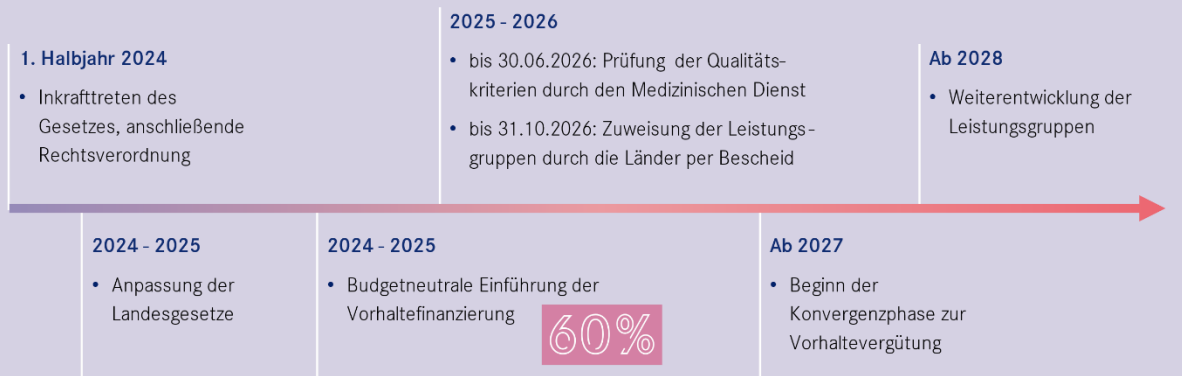 1. Halbjahr 2024
• Inkrafttreten des
Gesetzes, anschließende
Rechtsverordnung
2025 - 2026
• bis 30.06.2026: Prüfung der Qualitäts-
kriterien durch den Medizinischen Dienst
• bis 31.10.2026: Zuweisung der Leistungs-
gruppen durch die Länder per Bescheid
Ab 2028
• Weiterentwicklung der
Leistungsgruppen
2024 - 2025
• Anpassung der
Landesgesetze
2024 - 2025
• Budgetneutrale Einführung der
Vorhaltefinanzierung
60%
Ab 2027
• Beginn der
Konvergenzphase zur
Vorhaltevergütung